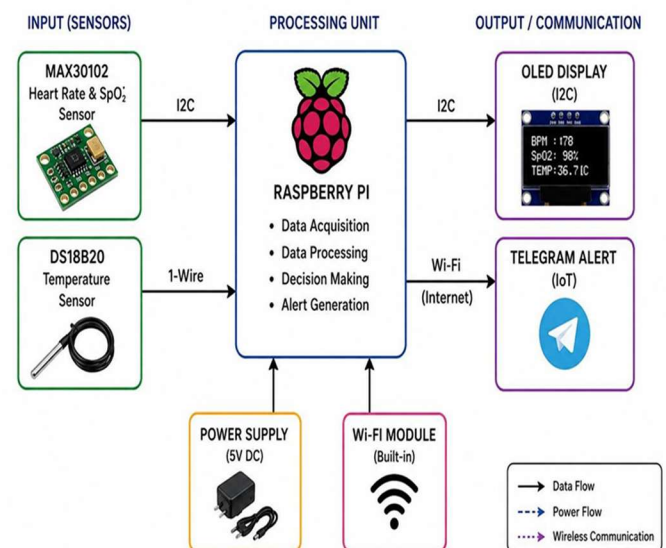 INPUT (SENSORS)
PROCESSING UNIT
OUTPUT / COMMUNICATION
MAX30102
Heart Rate & SpO2
Sensor
I2C
RASPBERRY PI
• Data Acquisition
• Data Processing
• Decision Making
• Alert Generation
I2C
OLED DISPLAY
(I2C)
BPM :78
SpO2: 98%
TEMP:36.7
DS18B20
Temperature
Sensor
1-Wire
Wi-Fi
(Internet)
TELEGRAM ALERT
(IoT)
POWER SUPPLY
(5V DC)
Wi-FI MODULE
(Built-in)
Data Flow
Power Flow
Wireless Communication